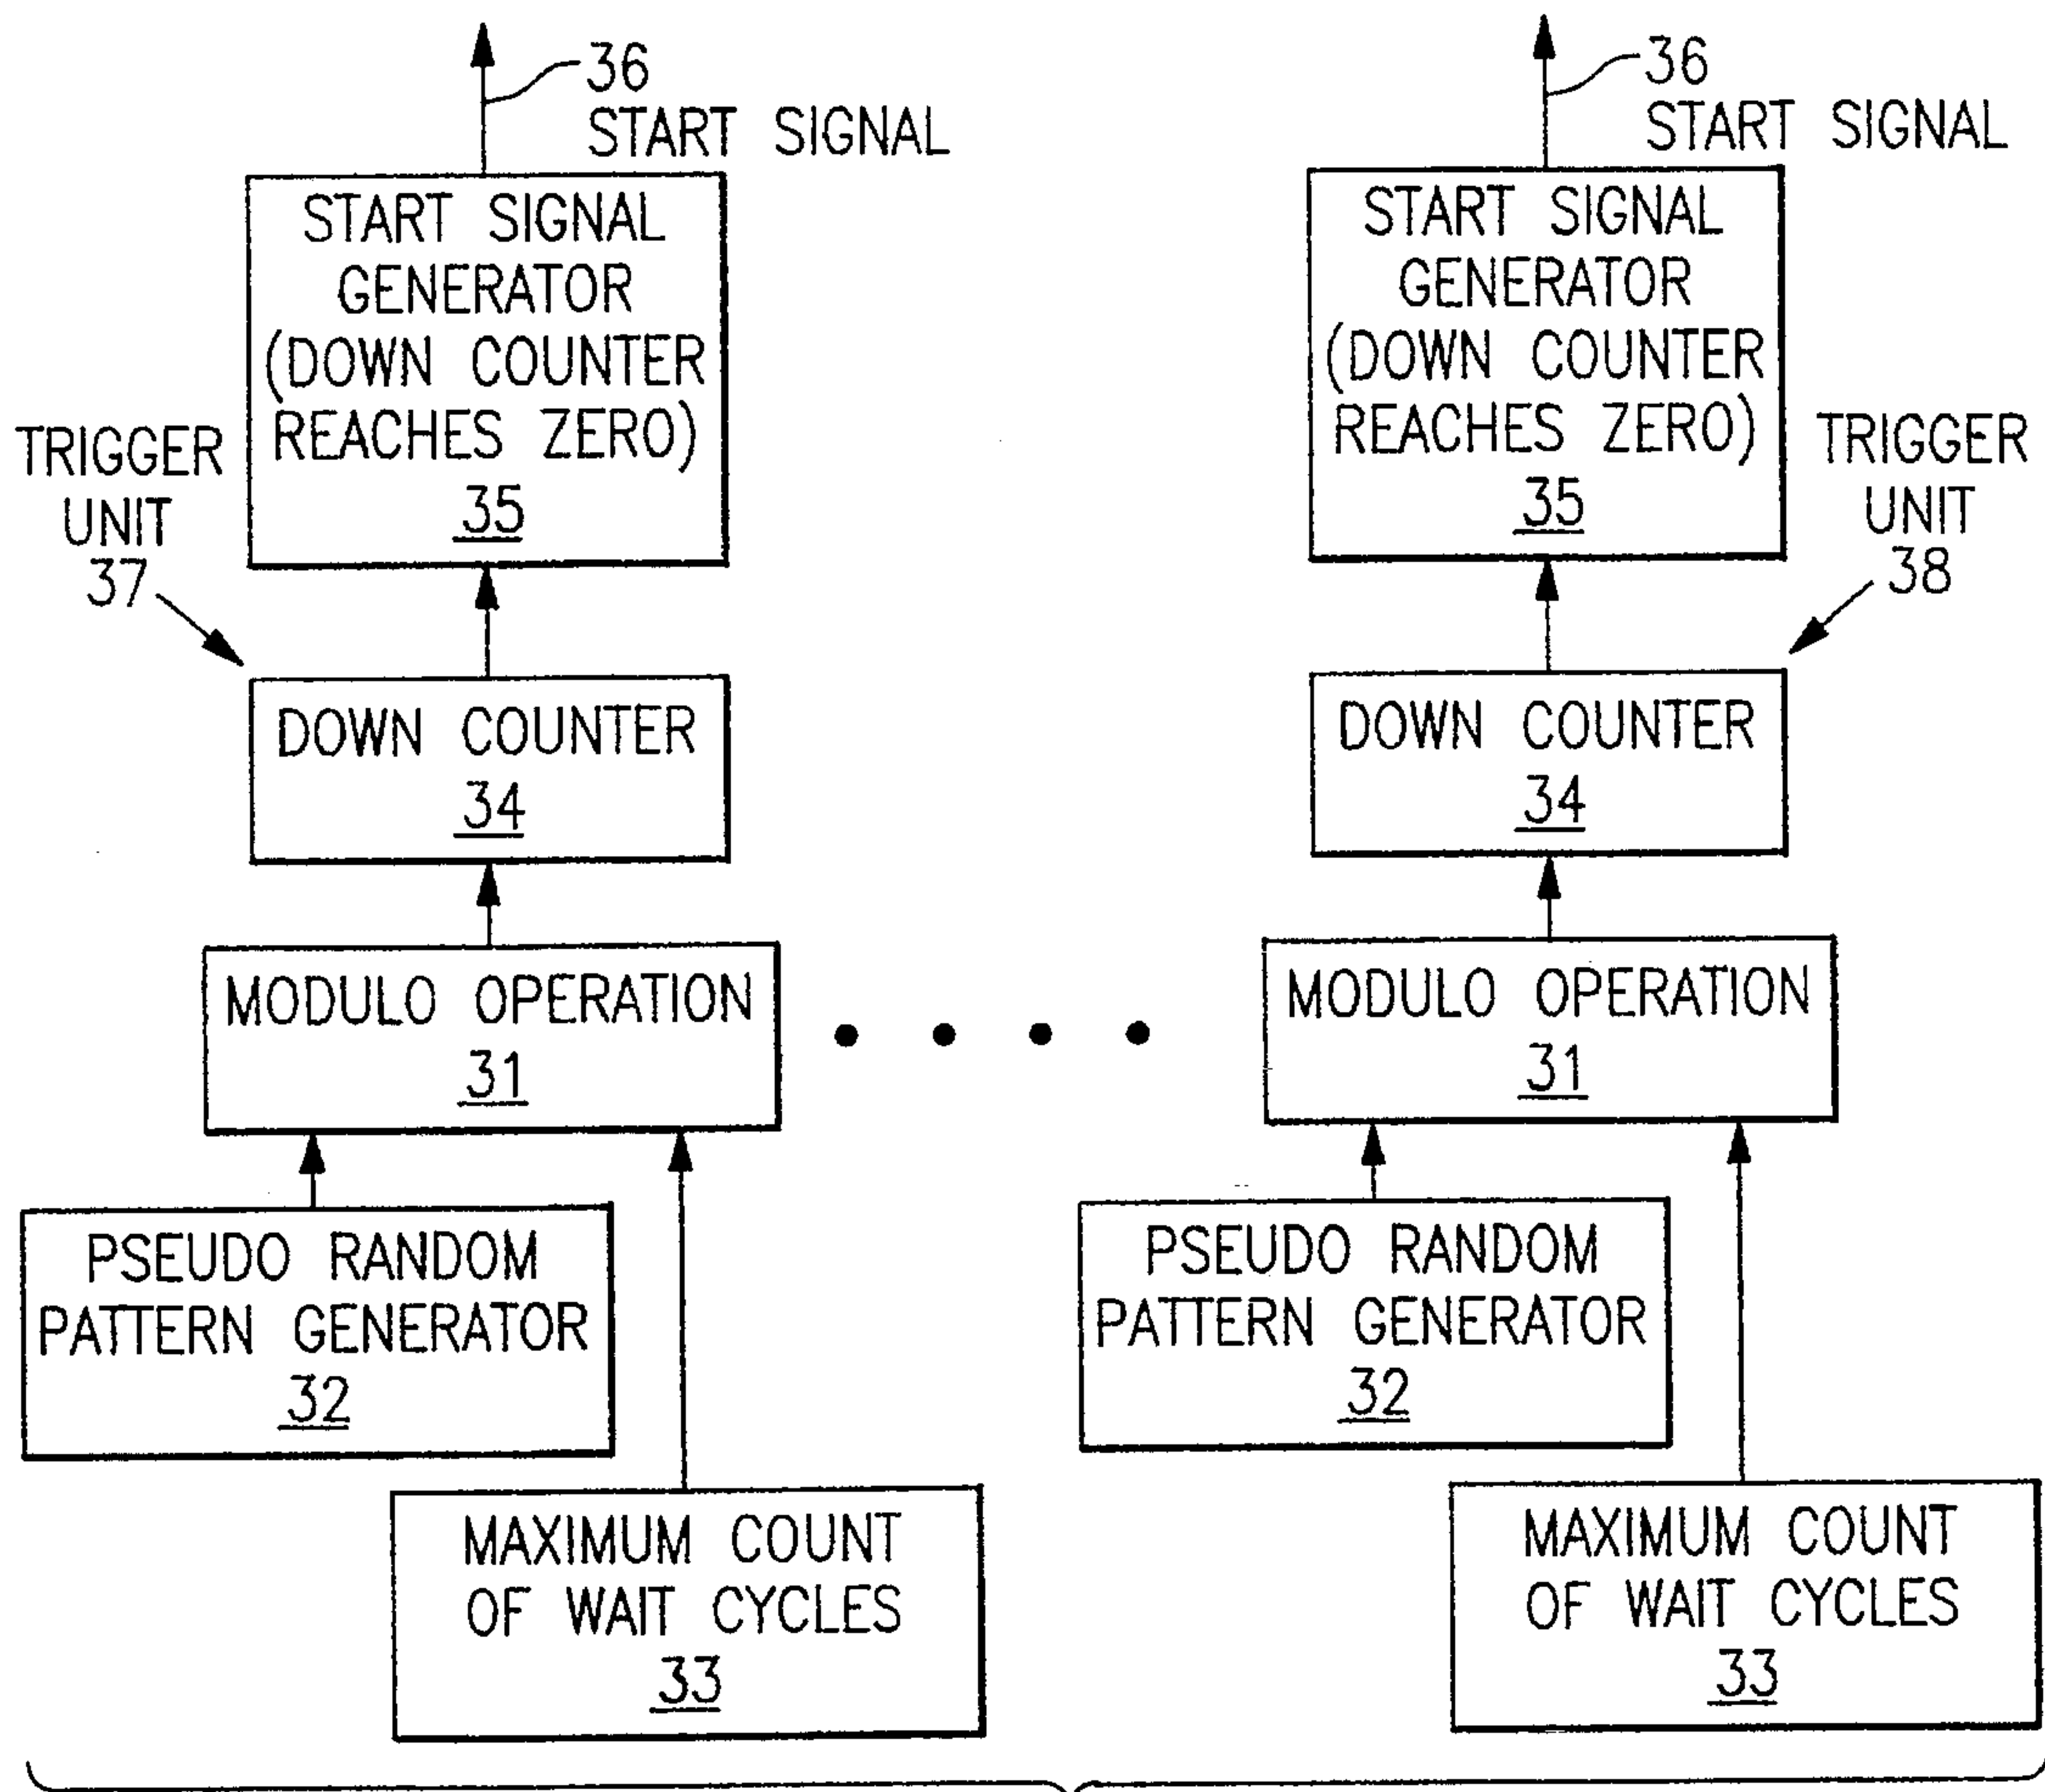 36
START SIGNAL
START SIGNAL
GENERATOR
(DOWN COUNTER
REACHES ZERO)
35
TRIGGER
UNIT
37
DOWN COUNTER
34
MODULO OPERATION
31
PSEUDO RANDOM
PATTERN GENERATOR
32
MAXIMUM COUNT
OF WAIT CYCLES
33
36
START SIGNAL
START SIGNAL
GENERATOR
(DOWN COUNTER
REACHES ZERO)
35
TRIGGER
UNIT
38
DOWN COUNTER
34
MODULO OPERATION
31
PSEUDO RANDOM
PATTERN GENERATOR
32
MAXIMUM COUNT
OF WAIT CYCLES
33